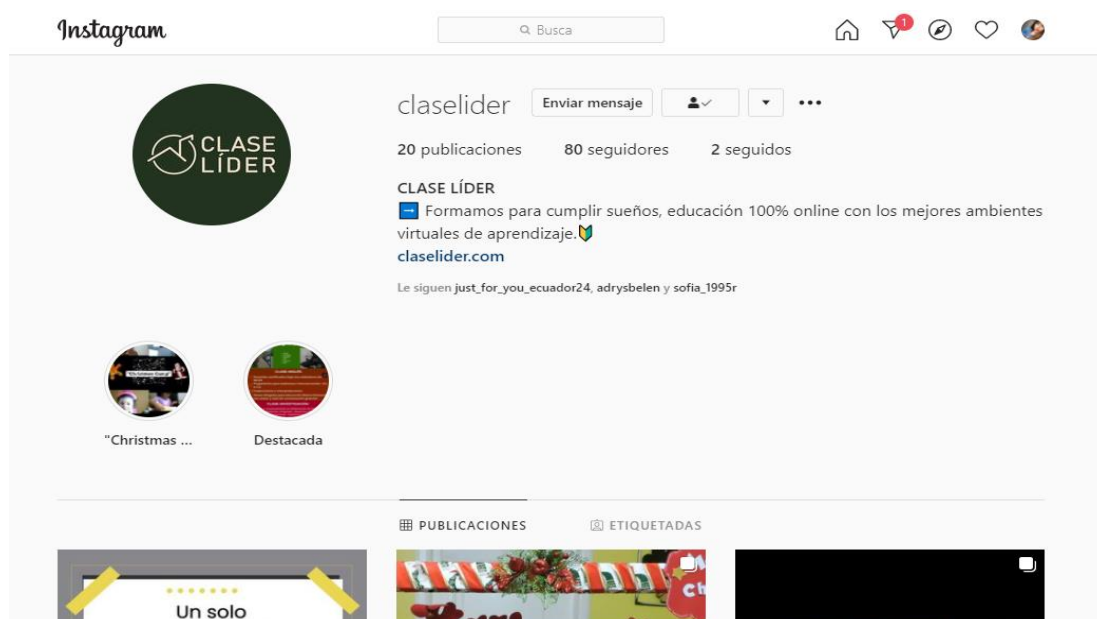 Instagram
Busca
1
CLASE
LÍDER
claselider
Enviar mensaje
20 publicaciones 80 seguidores 2 seguidos
CLASE LÍDER
➡️ Formamos para cumplir sueños, educación 100% online con los mejores ambientes
virtuales de aprendizaje.🔰
claselider.com
Le siguen just_for_you_ecuador24, adrysbelen y sofia_1995r
"Christmas ... Destacada
PUBLICACIONES ETIQUETADAS
Un solo